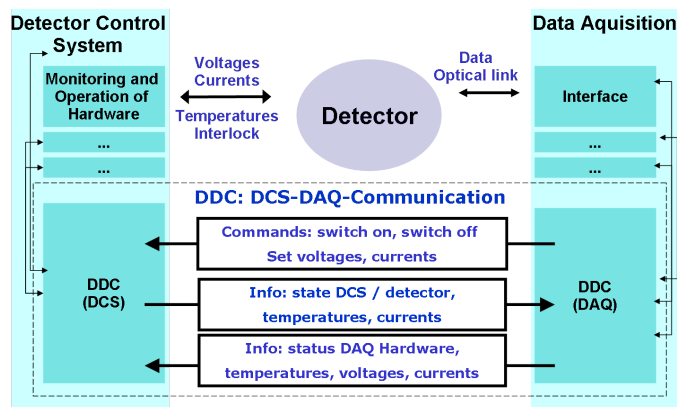 Detector Control
System
Data Aquisition
Monitoring and
Operation of
Hardware
...
...
Voltages
Currents
Temperatures
Interlock
Detector
Data
Optical link
Interface
...
...
DDC: DCS-DAQ-Communication
DDC
(DCS)
Commands: switch on, switch off
Set voltages, currents
Info: state DCS / detector,
temperatures, currents
Info: status DAQ Hardware,
temperatures, voltages, currents
DDC
(DAQ)